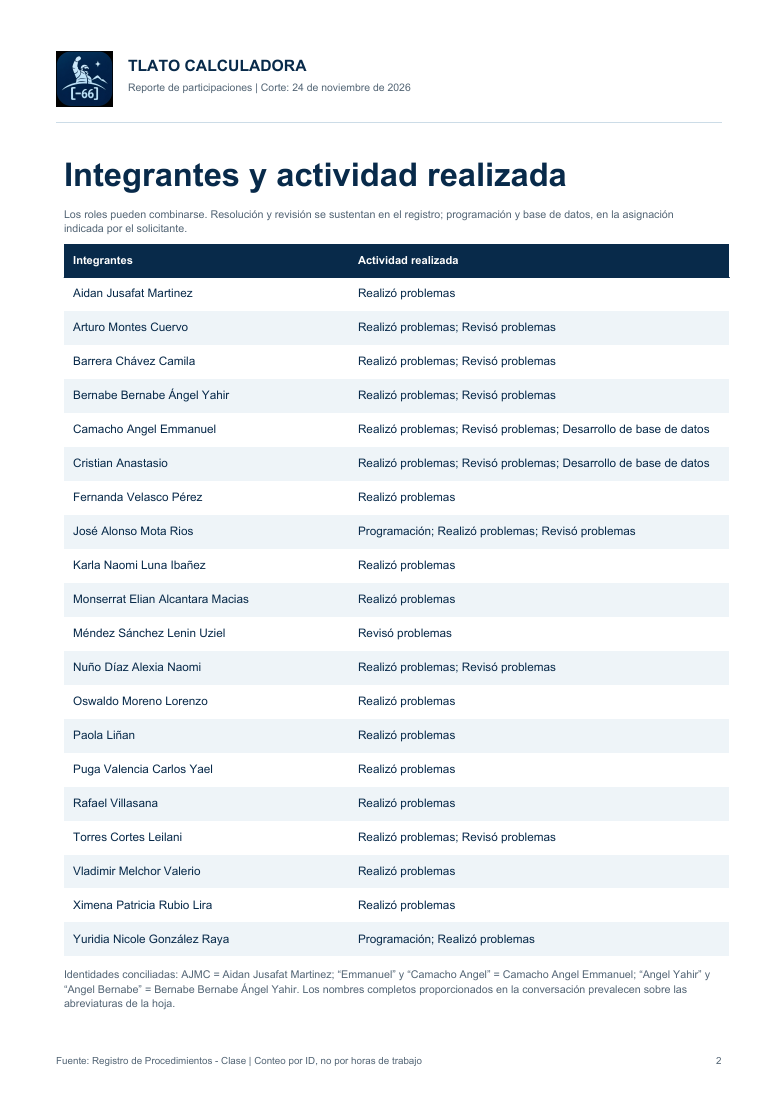 [-66]
TLATO CALCULADORA
Reporte de participaciones | Corte: 24 de noviembre de 2026
Integrantes y actividad realizada
Los roles pueden combinarse. Resolución y revisión se sustentan en el registro; programación y base de datos, en la asignación
indicada por el solicitante.
Integrantes Actividad realizada
Aidan Jusafat Martinez Realizó problemas
Arturo Montes Cuervo Realizó problemas; Revisó problemas
Barrera Chávez Camila Realizó problemas; Revisó problemas
Bernabe Bernabe Ángel Yahir Realizó problemas; Revisó problemas
Camacho Angel Emmanuel Realizó problemas; Revisó problemas; Desarrollo de base de datos
Cristian Anastasio Realizó problemas; Revisó problemas; Desarrollo de base de datos
Fernanda Velasco Pérez Realizó problemas
José Alonso Mota Rios Programación; Realizó problemas; Revisó problemas
Karla Naomi Luna Ibañez Realizó problemas
Monserrat Elian Alcantara Macias Realizó problemas
Méndez Sánchez Lenin Uziel Revisó problemas
Nuño Díaz Alexia Naomi Realizó problemas; Revisó problemas
Oswaldo Moreno Lorenzo Realizó problemas
Paola Liñan Realizó problemas
Puga Valencia Carlos Yael Realizó problemas
Rafael Villasana Realizó problemas
Torres Cortes Leilani Realizó problemas; Revisó problemas
Vladimir Melchor Valerio Realizó problemas
Ximena Patricia Rubio Lira Realizó problemas
Yuridia Nicole González Raya Programación; Realizó problemas
Identidades conciliadas: AJMC = Aidan Jusafat Martinez; “Emmanuel” y “Camacho Angel” = Camacho Angel Emmanuel; “Angel Yahir” y
“Angel Bernabe” = Bernabe Bernabe Ángel Yahir. Los nombres completos proporcionados en la conversación prevalecen sobre las
abreviaturas de la hoja.
Fuente: Registro de Procedimientos - Clase | Conteo por ID, no por horas de trabajo 2